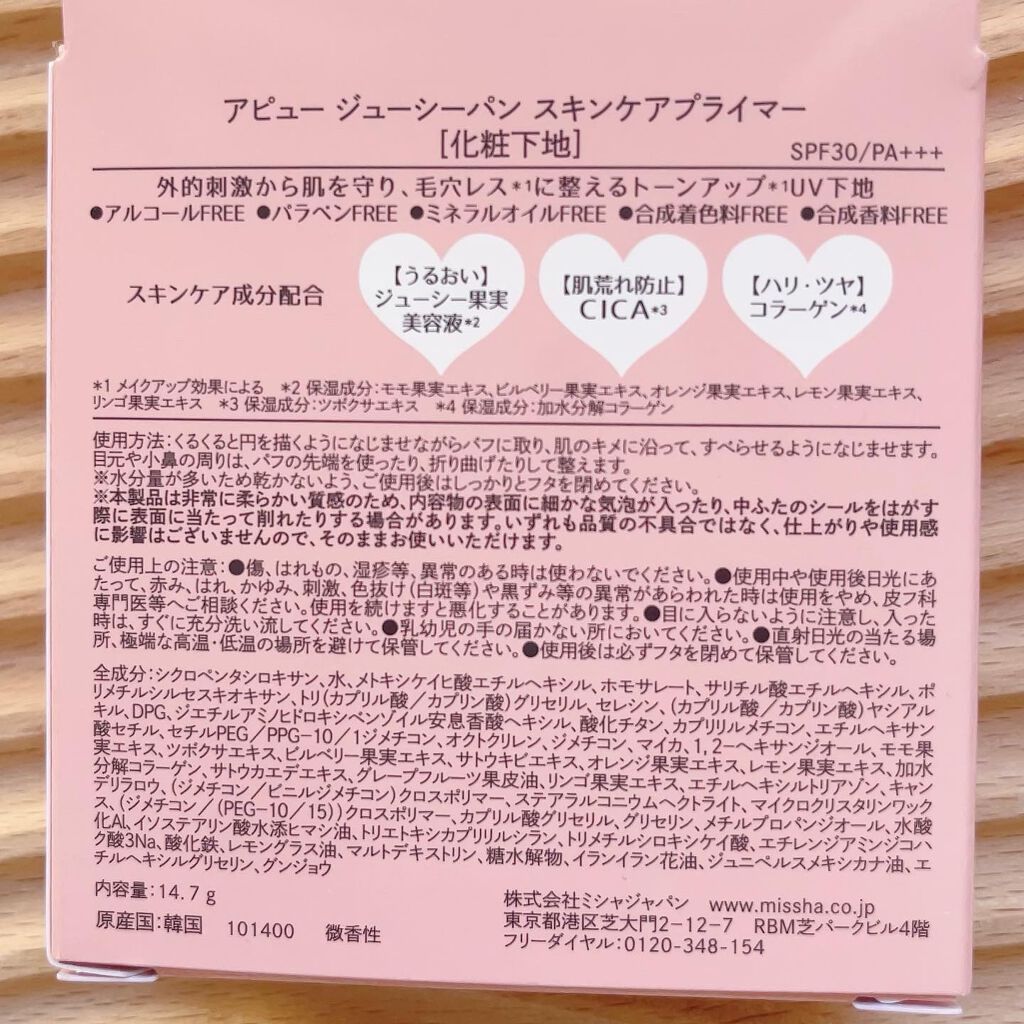 アピュー ジューシーパン スキンケアプライマー
[化粧下地]
SPF30/PA+++
外的刺激から肌を守り、毛穴レス*1に整えるトーンアップ*1UV下地
●アルコールFREE ●パラベンFREE ●ミネラルオイルFREE ●合成着色料FREE ●合成香料FREE
スキンケア成分配合
【うるおい】
ジューシー果実
美容液*2
【肌荒れ防止】
CICA*3
【ハリ・ツヤ】
コラーゲン*4
*1 メイクアップ効果による *2 保湿成分:モモ果実エキス、ビルベリー果実エキス、オレンジ果実エキス、レモン果実エキス、
リンゴ果実エキス *3 保湿成分:ツボクサエキス *4 保湿成分:加水分解コラーゲン
使用方法:くるくると円を描くようになじませながらパフに取り、肌のキメに沿って、すべらせるようになじませます。
目元や小鼻の周りは、パフの先端を使ったり、折り曲げたりして整えます。
※水分量が多いため乾かないよう、ご使用後はしっかりとフタを閉めてください。
※本製品は非常に柔らかい質感のため、内容物の表面に細かな気泡が入ったり、中ふたのシールをはがす
際に表面に当たって削れたりする場合があります。いずれも品質の不具合ではなく、仕上がりや使用感
に影響はございませんので、そのままお使いいただけます。
ご使用上の注意:●傷、はれもの、湿疹等、異常のある時は使わないでください。●使用中や使用後日光にあ
たって、赤み、はれ、かゆみ、刺激、色抜け(白斑等)や黒ずみ等の異常があらわれた時は使用をやめ、皮フ科
専門医等へご相談ください。使用を続けますと悪化することがあります。●目に入らないように注意し、入った
時は、すぐに充分洗い流してください。●乳幼児の手の届かない所においてください。●直射日光の当たる場
所、極端な高温・低温の場所を避けて保管してください。●使用後は必ずフタを閉めて保管してください。
全成分:シクロペンタシロキサン、水、メトキシケイヒ酸エチルヘキシル、ホモサレート、サリチル酸エチルヘキシル、ポ
リメチルシルセスキオキサン、トリ(カプリル酸/カプリン酸)グリセリル、セレシン、(カプリル酸/カプリン酸)ヤシアル
キル、DPG、ジエチルアミノヒドロキシベンゾイル安息香酸ヘキシル、酸化チタン、カプリリルメチコン、エチルヘキサン
酸セチル、セチルPEG/PPG-10/1ジメチコン、オクトクリレン、ジメチコン、マイカ、1,2-ヘキサンジオール、モモ果
実エキス、ツボクサエキス、ビルベリー果実エキス、サトウキビエキス、オレンジ果実エキス、レモン果実エキス、加水
分解コラーゲン、サトウカエデエキス、グレープフルーツ果皮油、リンゴ果実エキス、エチルヘキシルトリアゾン、キャン
デリラロウ、(ジメチコン/ビニルジメチコン)クロスポリマー、ステアラルコニウムヘクトライト、マイクロクリスタリンワック
ス、(ジメチコン/(PEG-10/15))クロスポリマー、カプリル酸グリセリル、グリセリン、メチルプロパンジオール、水酸
化Al、イソステアリン酸水添ヒマシ油、トリエトキシカプリリルシラン、トリメチルシロキシケイ酸、エチレンジアミンジコハ
ク酸3Na、酸化鉄、レモングラス油、マルトデキストリン、糖水解物、イランイラン花油、ジュニペルスメキシカナ油、エ
チルヘキシルグリセリン、グンジョウ
内容量:14.7g
原産国:韓国 101400 微香性
株式会社ミシャジャパン www.missha.co.jp
東京都港区芝大門2-12-7 RBM芝パークビル4階
フリーダイヤル:0120-348-154